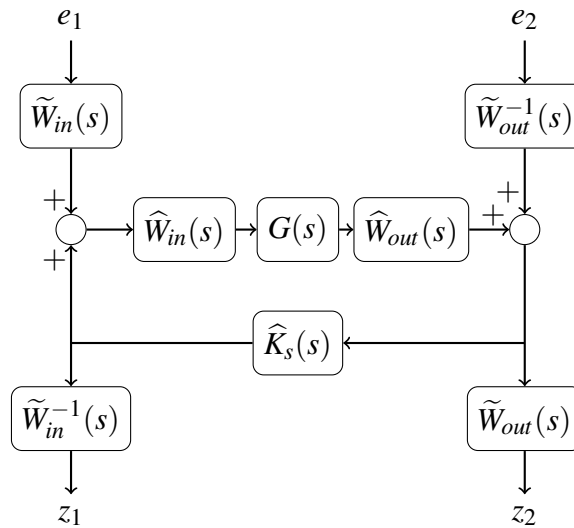 e₁ e₂
W̃ᵢₙ(s) W̃ₒᵤₜ⁻¹(s)
+ +
Ŵᵢₙ(s) G(s) Ŵₒᵤₜ(s) +
+
K̂ₛ(s)
W̃ᵢₙ⁻¹(s) W̃ₒᵤₜ(s)
z₁ z₂